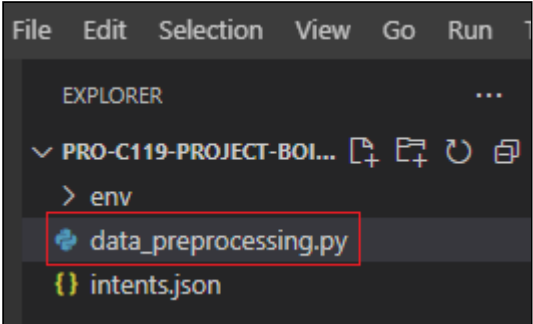 File Edit Selection View Go Run
EXPLORER ...
PRO-C119-PROJECT-BOI...
env
data_preprocessing.py
{} intents.json